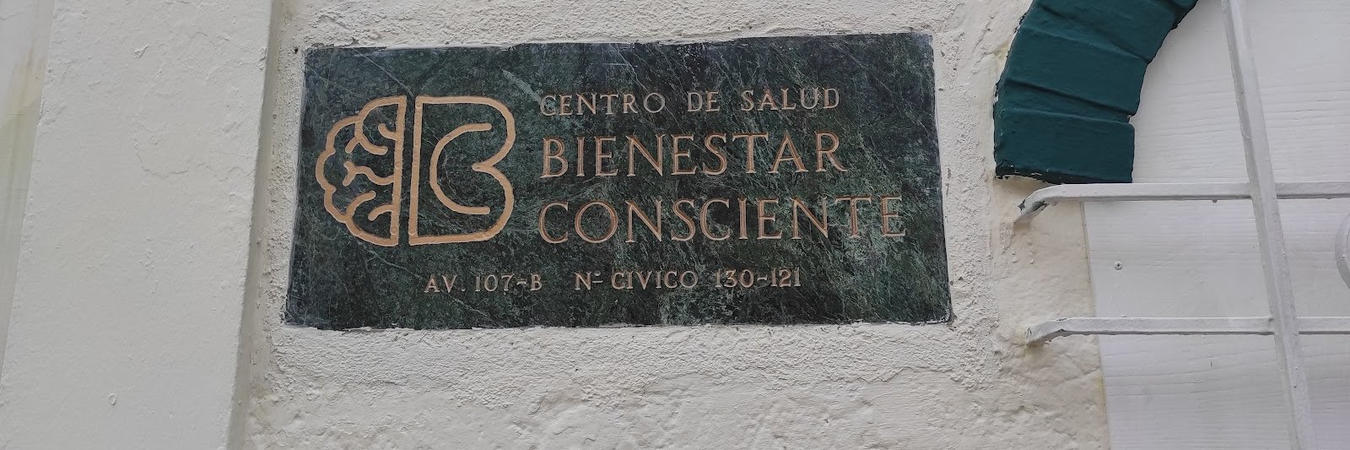 CENTRO DE SALUD
BIENESTAR
CONSCIENTE
AV. 107-B Nº CIVICO 130-121